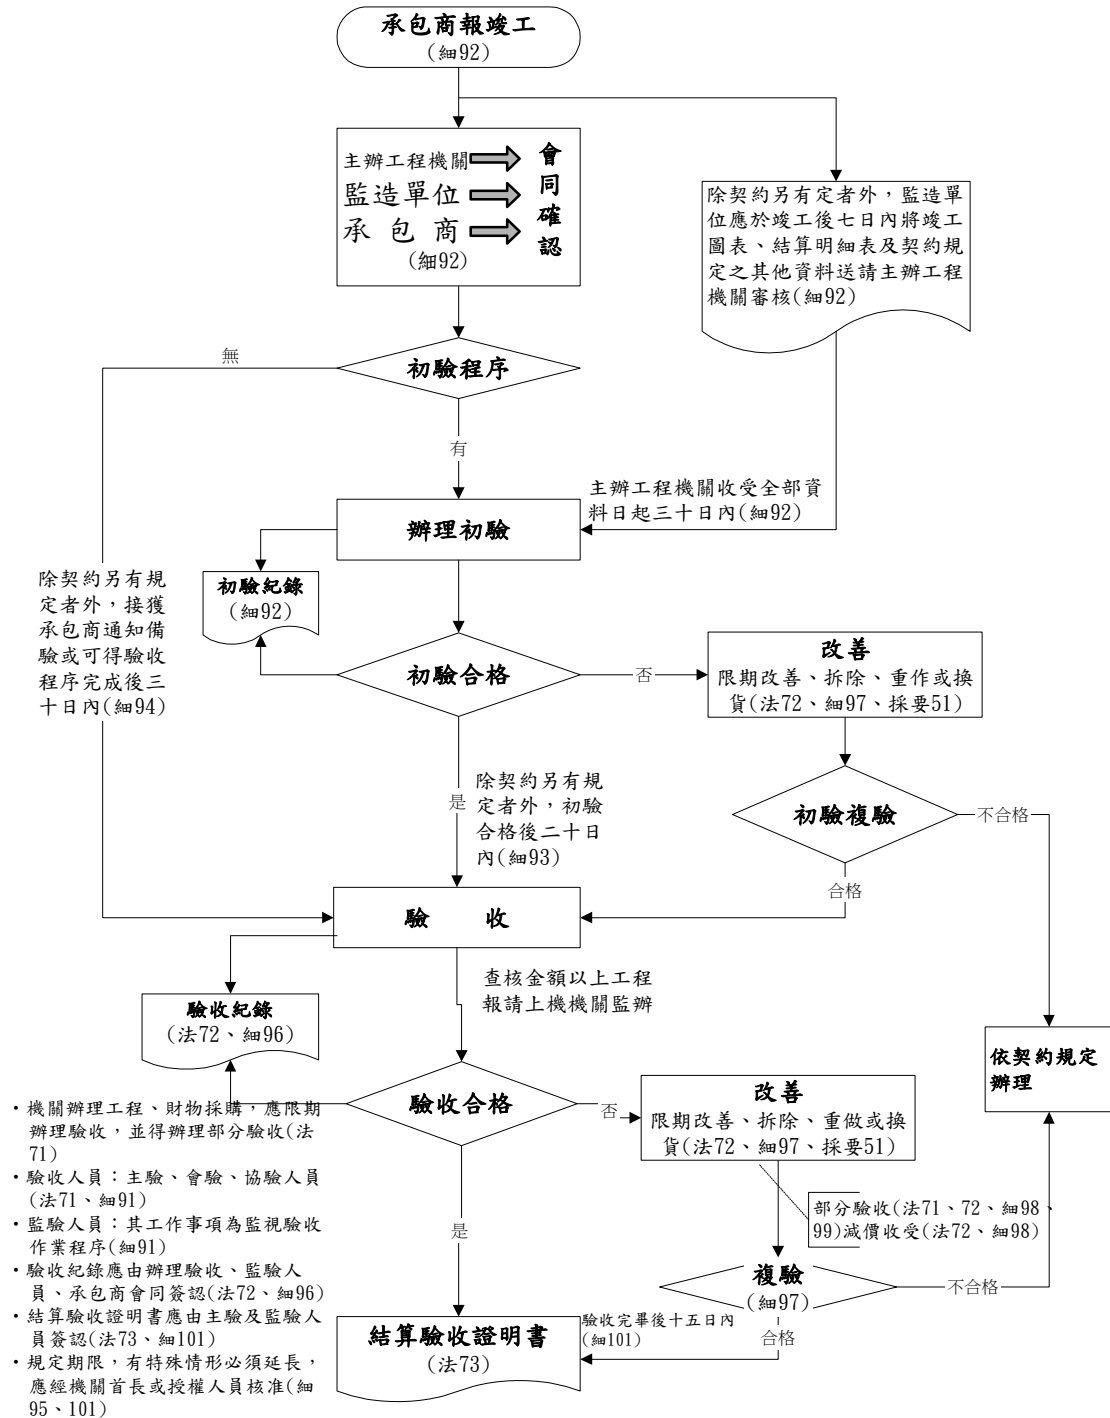 承包商報竣工
(細92)
主辦工程機關
監造單位
承包商
(細92)
會
同
確
認
除契約另有定者外，監造單
位應於竣工後七日內將竣工
圖表、結算明細表及契約規
定之其他資料送請主辦工程
機關審核(細92)
無
初驗程序
有
主辦工程機關收受全部資
料日起三十日內(細92)
辦理初驗
初驗紀錄
(細92)
除契約另有規
定者外，接獲
承包商通知備
驗或可得驗收
程序完成後三
十日內(細94)
初驗合格
否
改善
限期改善、拆除、重作或換
貨(法72、細97、採要51)
是
除契約另有規
定者外，初驗
合格後二十日
內(細93)
初驗複驗
不合格
合格
驗　　收
查核金額以上工程
報請上機機關監辦
驗收紀錄
(法72、細96)
依契約規定
辦理
驗收合格
否
改善
限期改善、拆除、重做或換
貨(法72、細97、採要51)
部分驗收(法71、72、細98、
99)減價收受(法72、細98)
是
複驗
(細97)
不合格
合格
驗收完畢後十五日內
(細101)
結算驗收證明書
(法73)
‧機關辦理工程、財物採購，應限期
辦理驗收，並得辦理部分驗收(法
71)
‧驗收人員：主驗、會驗、協驗人員
(法71、細91)
‧監驗人員：其工作事項為監視驗收
作業程序(細91)
‧驗收紀錄應由辦理驗收、監驗人
員、承包商會同簽認(法72、細96)
‧結算驗收證明書應由主驗及監驗人
員簽認(法73、細101)
‧規定期限，有特殊情形必須延長，
應經機關首長或授權人員核准(細
95、101)